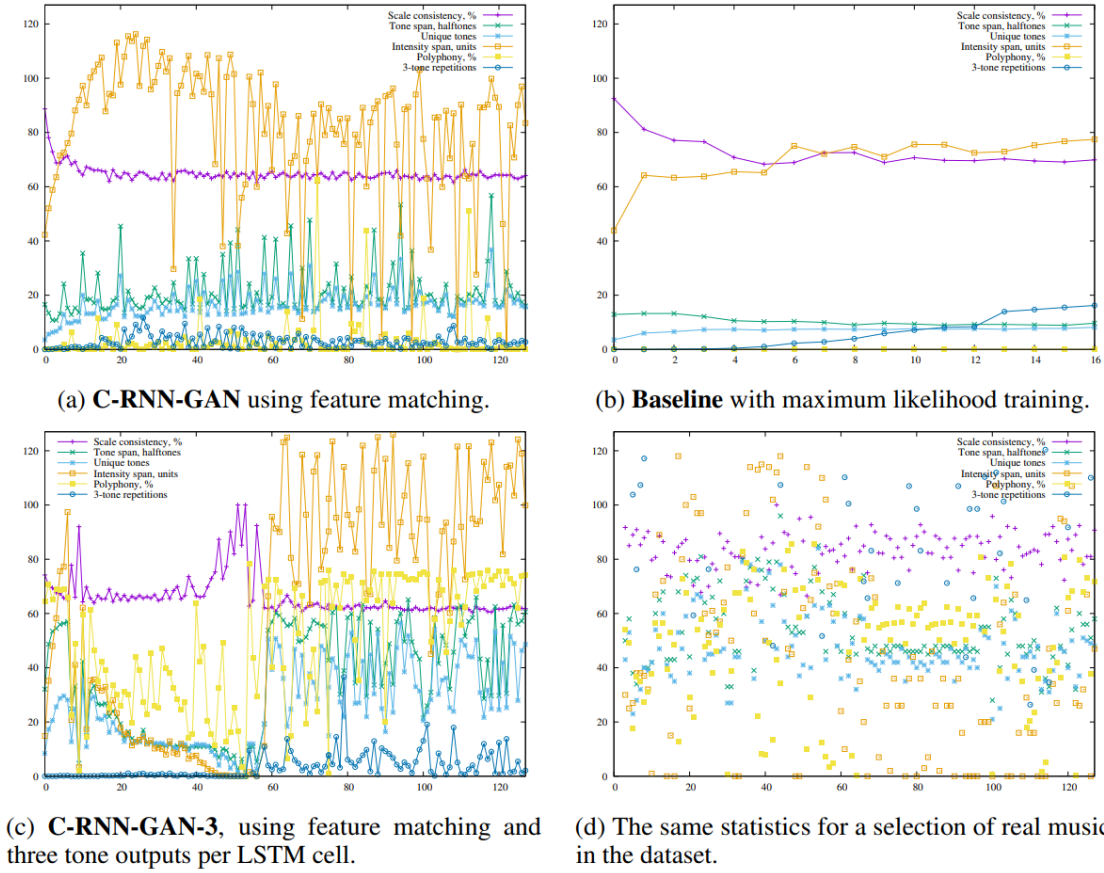 120
100
80
60
40
20
0
0 20 40 60 80 100 120
Scale consistency, %
Tone span, halftones
Unique tones
Intensity span, units
Polyphony, %
3-tone repetitions
(a) C-RNN-GAN using feature matching.
120
100
80
60
40
20
0
0 2 4 6 8 10 12 14 16
Scale consistency, %
Tone span, halftones
Unique tones
Intensity span, units
Polyphony, %
3-tone repetitions
(b) Baseline with maximum likelihood training.
120
100
80
60
40
20
0
0 20 40 60 80 100 120
Scale consistency, %
Tone span, halftones
Unique tones
Intensity span, units
Polyphony, %
3-tone repetitions
(c) C-RNN-GAN-3, using feature matching and
three tone outputs per LSTM cell.
120
100
80
60
40
20
0
0 20 40 60 80 100 120
Scale consistency, %
Tone span, halftones
Unique tones
Intensity span, units
Polyphony, %
3-tone repetitions
(d) The same statistics for a selection of real music
in the dataset.